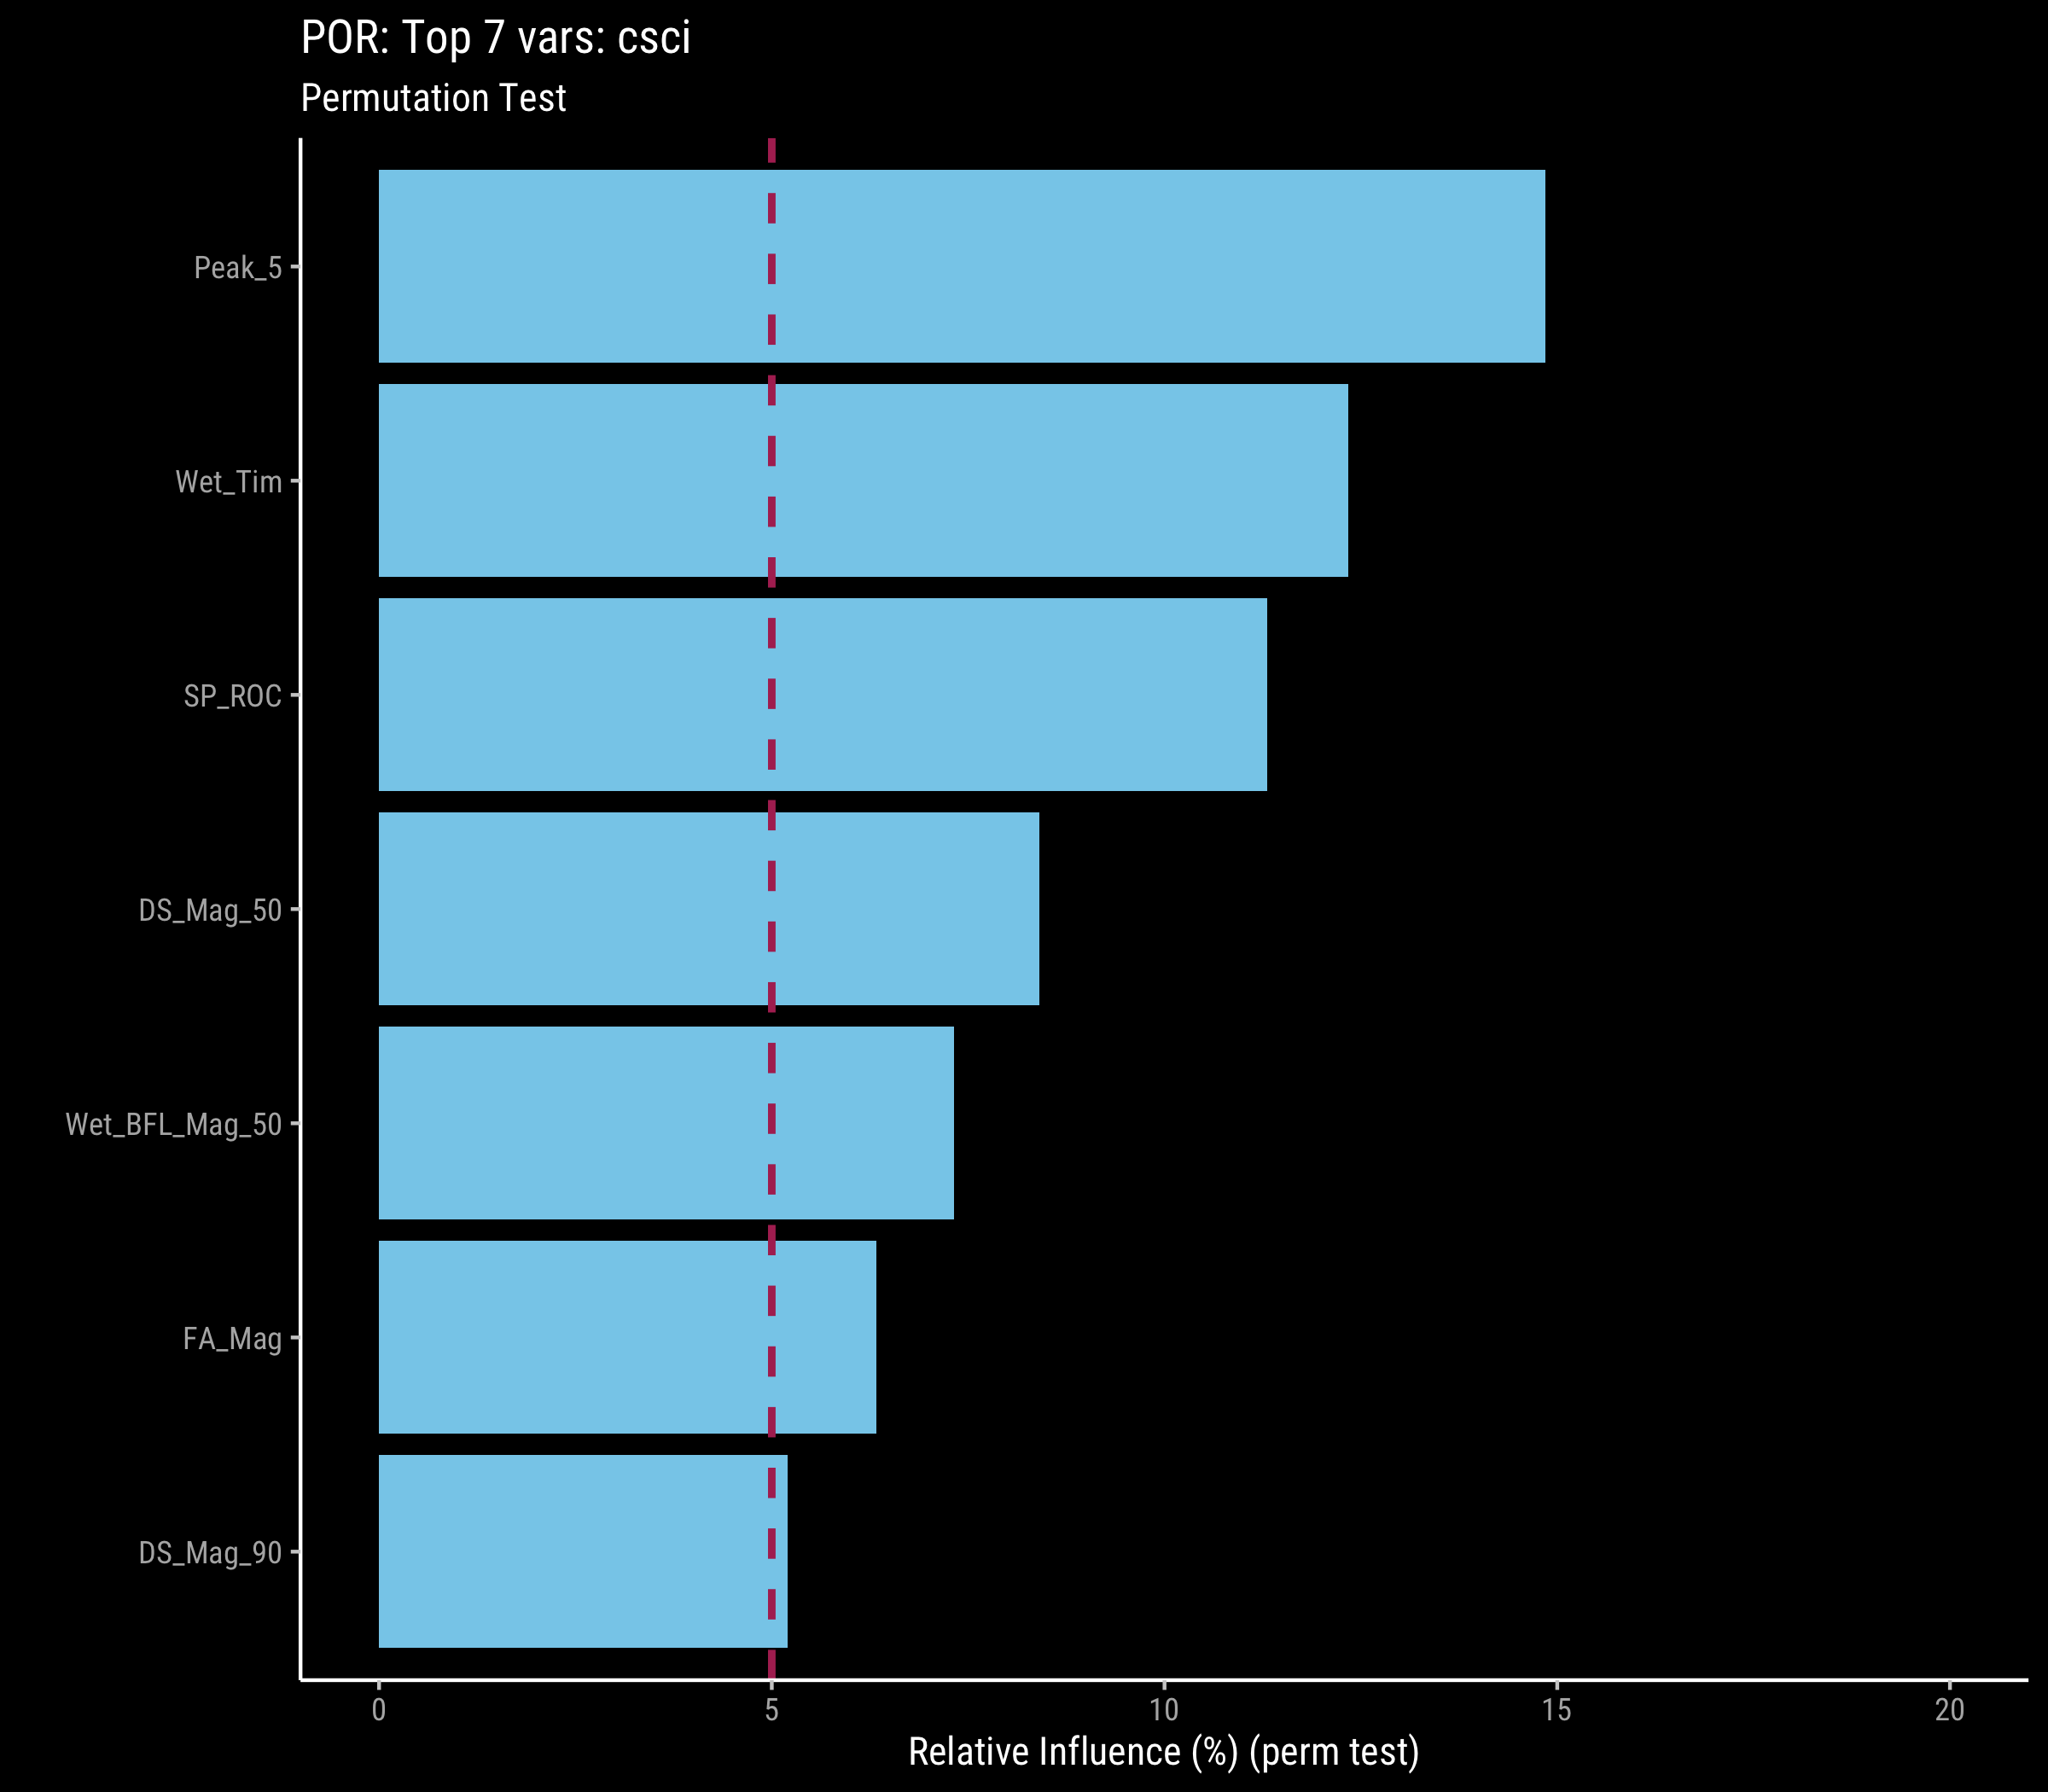 POR: Top 7 vars: csci
Permutation Test
Peak_5
Wet_Tim
SP_ROC
DS_Mag_50
Wet_BFL_Mag_50
FA_Mag
DS_Mag_90
0 5 10 15 20
Relative Influence (%) (perm test)